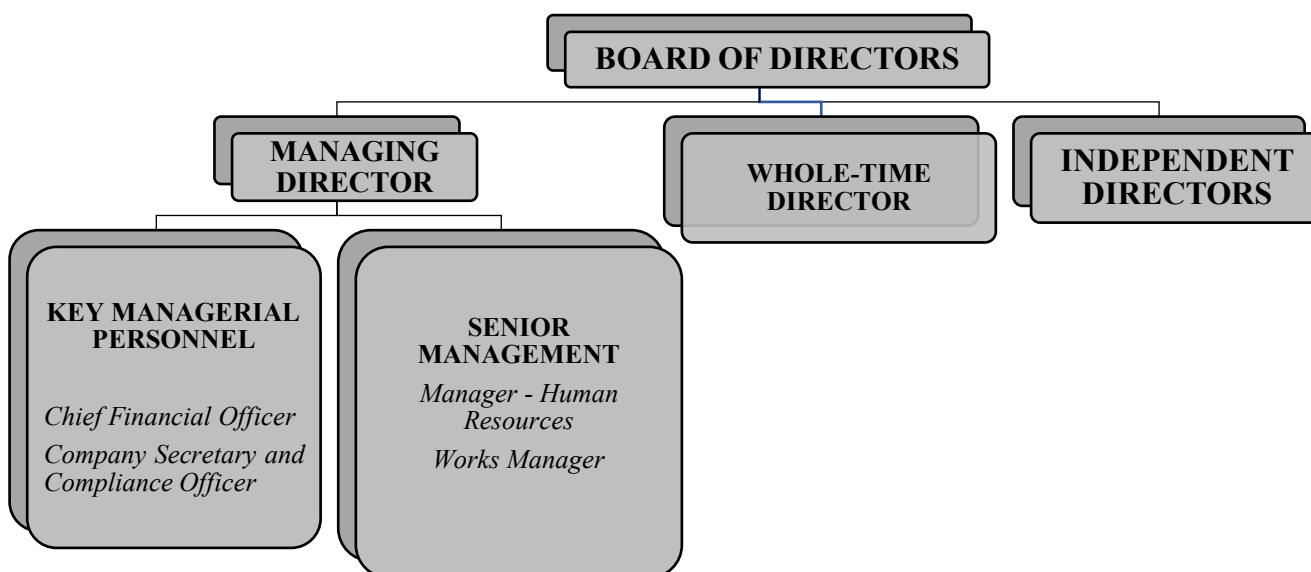 BOARD OF DIRECTORS
MANAGING
DIRECTOR
WHOLE-TIME
DIRECTOR
INDEPENDENT
DIRECTORS
KEY MANAGERIAL
PERSONNEL
Chief Financial Officer
Company Secretary and
Compliance Officer
SENIOR
MANAGEMENT
Manager - Human
Resources
Works Manager